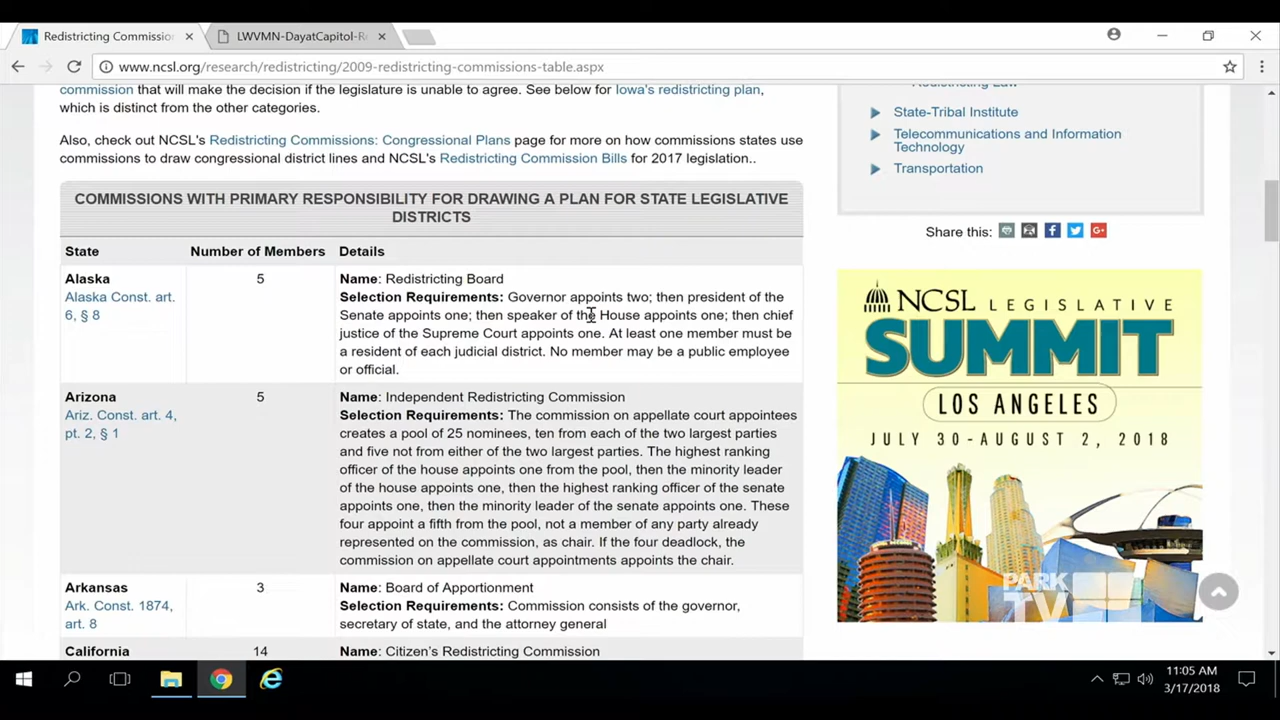 Redistricting Commission
LWVMN-DayatCapitol-Re
www.ncsl.org/research/redistricting/2009-redistricting-commissions-table.aspx
commission that will make the decision if the legislature is unable to agree. See below for Iowa's redistricting plan,
which is distinct from the other categories.
Also, check out NCSL's Redistricting Commissions: Congressional Plans page for more on how commissions states use
commissions to draw congressional district lines and NCSL's Redistricting Commission Bills for 2017 legislation..
COMMISSIONS WITH PRIMARY RESPONSIBILITY FOR DRAWING A PLAN FOR STATE LEGISLATIVE
DISTRICTS
State Number of Members Details
Alaska 5 Name: Redistricting Board
Alaska Const. art. Selection Requirements: Governor appoints two; then president of the
6, § 8 Senate appoints one; then speaker of the House appoints one; then chief
justice of the Supreme Court appoints one. At least one member must be
a resident of each judicial district. No member may be a public employee
or official.
Arizona 5 Name: Independent Redistricting Commission
Ariz. Const. art. 4, Selection Requirements: The commission on appellate court appointees
pt. 2, § 1 creates a pool of 25 nominees, ten from each of the two largest parties
and five not from either of the two largest parties. The highest ranking
officer of the house appoints one from the pool, then the minority leader
of the house appoints one, then the highest ranking officer of the senate
appoints one, then the minority leader of the senate appoints one. These
four appoint a fifth from the pool, not a member of any party already
represented on the commission, as chair. If the four deadlock, the
commission on appellate court appointments appoints the chair.
Arkansas 3 Name: Board of Apportionment
Ark. Const. 1874, Selection Requirements: Commission consists of the governor,
art. 8 secretary of state, and the attorney general
California 14 Name: Citizen's Redistricting Commission
Redistricting Law
State-Tribal Institute
Telecommunications and Information
Technology
Transportation
Share this:
NCSL LEGISLATIVE
SUMMIT
LOS ANGELES
JULY 30-AUGUST 2, 2018
PARK
TV
11:05 AM
3/17/2018